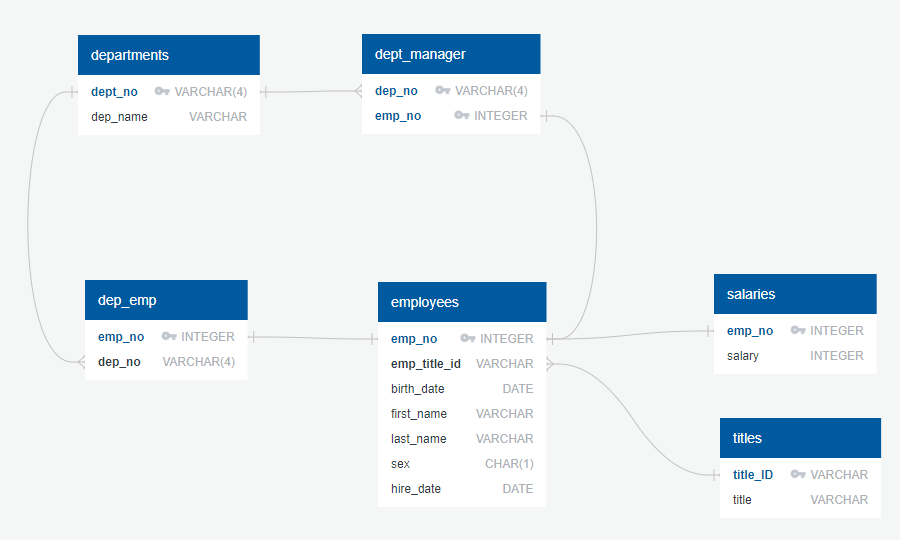 departments
dept_no VARCHAR(4)
dep_name VARCHAR
dept_manager
dep_no VARCHAR(4)
emp_no INTEGER
dep_emp
emp_no INTEGER
dep_no VARCHAR(4)
employees
emp_no INTEGER
emp_title_id VARCHAR
birth_date DATE
first_name VARCHAR
last_name VARCHAR
sex CHAR(1)
hire_date DATE
salaries
emp_no INTEGER
salary INTEGER
titles
title_ID VARCHAR
title VARCHAR